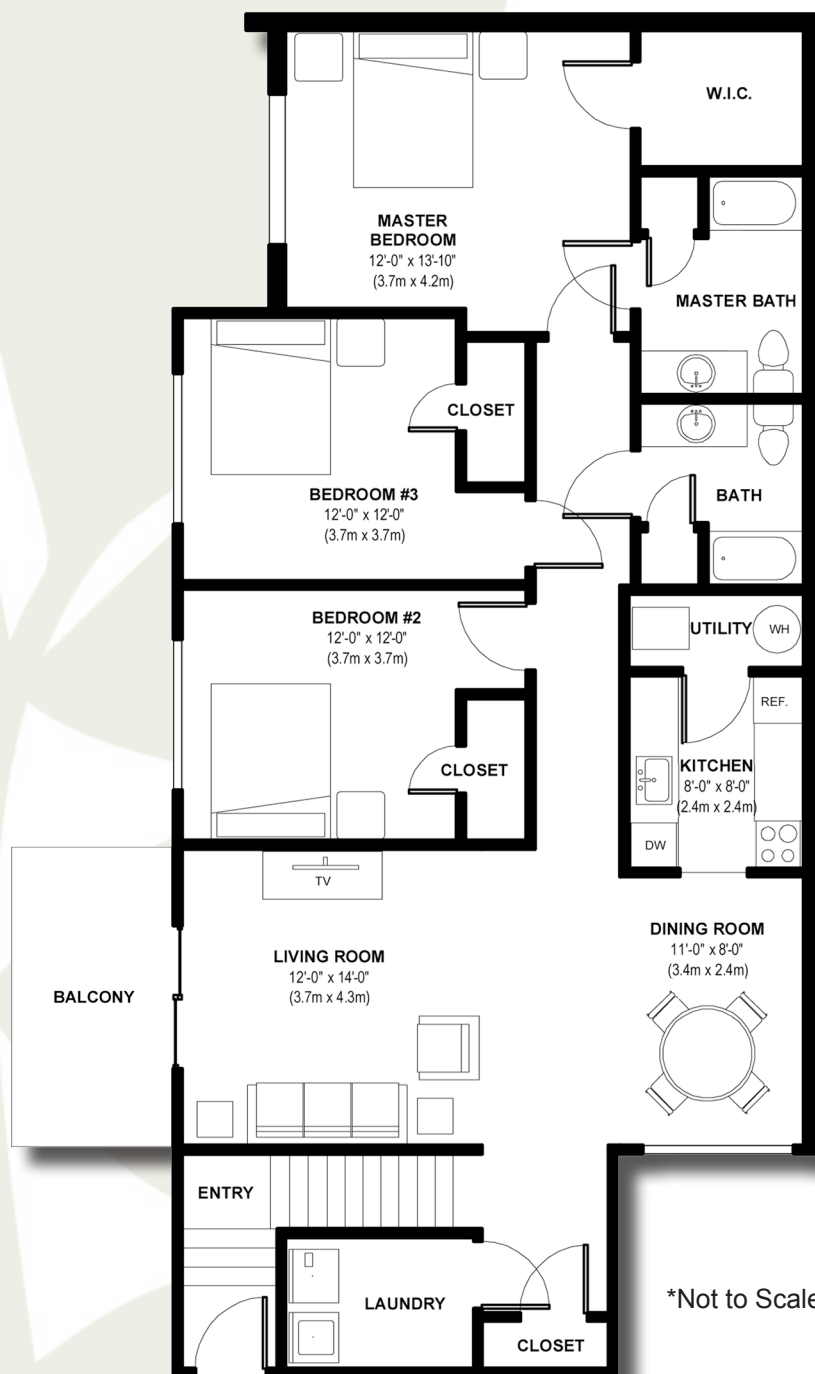 W.I.C.
MASTER
BEDROOM
12'-0" x 13'-10"
(3.7m x 4.2m)
MASTER BATH
CLOSET
BEDROOM #3
12'-0" x 12'-0"
(3.7m x 3.7m)
BATH
BEDROOM #2
12'-0" x 12'-0"
(3.7m x 3.7m)
UTILITY
WH
REF.
CLOSET
KITCHEN
8'-0" x 8'-0"
(2.4m x 2.4m)
DW
TV
LIVING ROOM
12'-0" x 14'-0"
(3.7m x 4.3m)
DINING ROOM
11'-0" x 8'-0"
(3.4m x 2.4m)
BALCONY
ENTRY
LAUNDRY
CLOSET
*Not to Scale